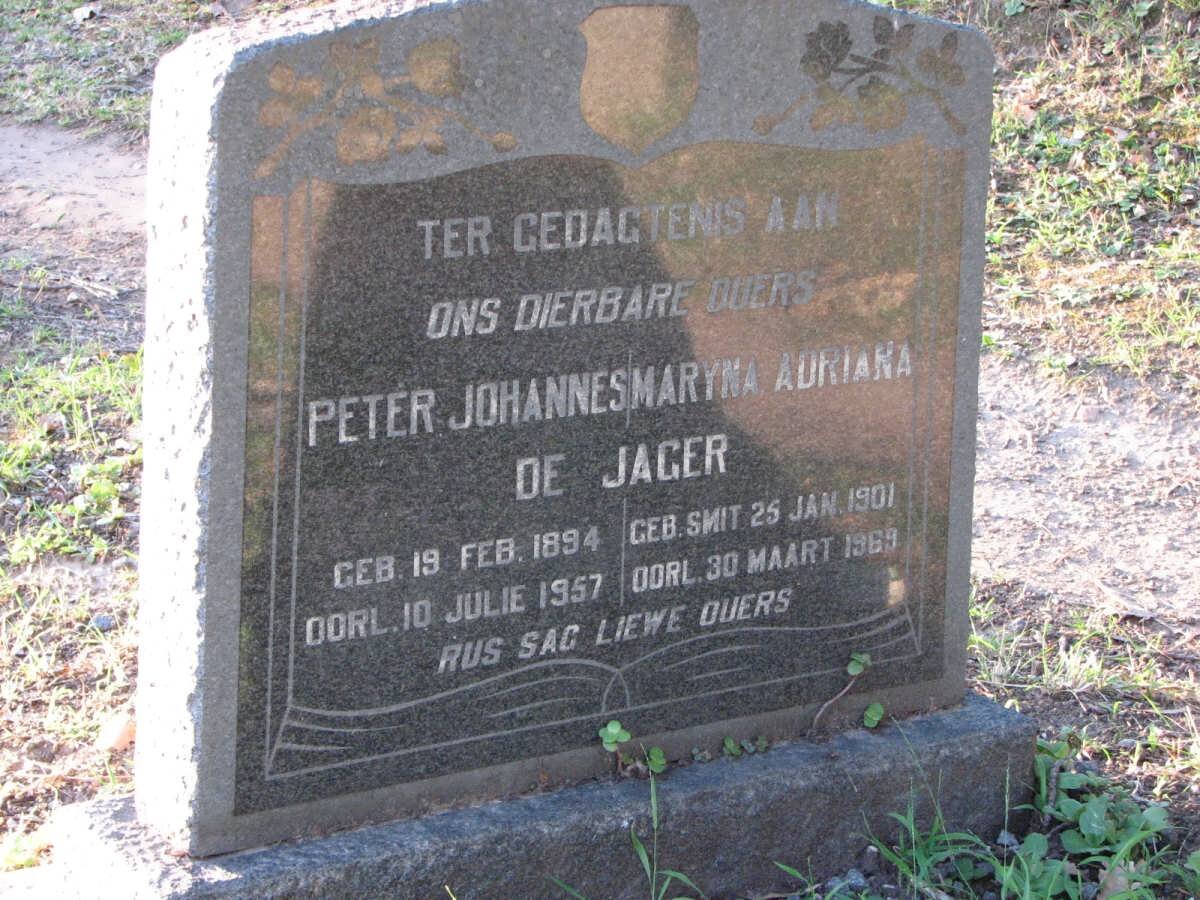 TER GEDAGTENIS AAN
ONS DIERBARE OUERS
PETER JOHANNES MARYNA ADRIANA
DE JAGER
GEB. 19 FEB. 1894 GEB. SMIT 25 JAN. 1901
OORL. 10 JULIE 1957 OORL. 30 MAART 1969
RUS SAG LIEWE OUERS